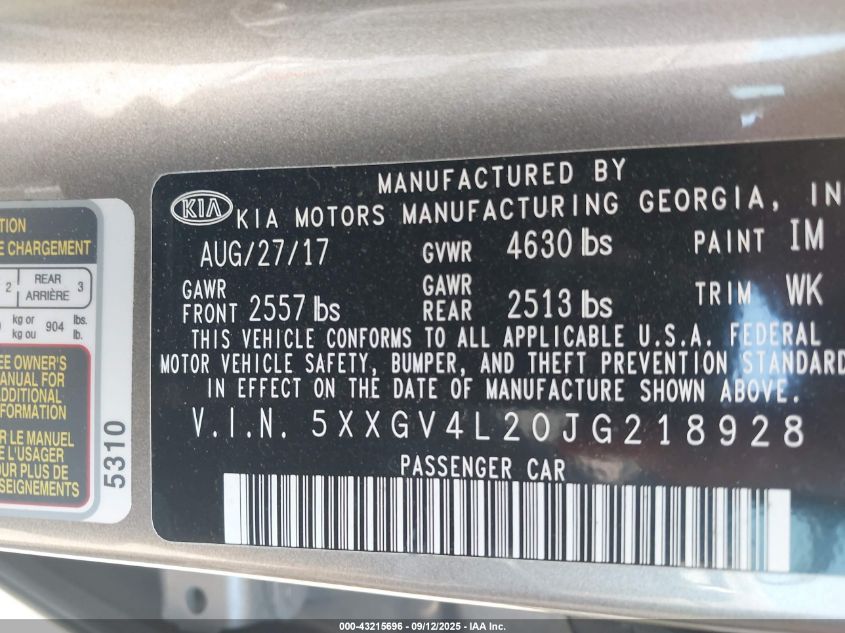 MANUFACTURED BY
KIA KIA MOTORS MANUFACTURING GEORGIA, IN
AUG/27/17 GVWR 4630 lbs PAINT IM
GAWR FRONT 2557 lbs GAWR REAR 2513 lbs TRIM WK
THIS VEHICLE CONFORMS TO ALL APPLICABLE U.S.A. FEDERAL
MOTOR VEHICLE SAFETY, BUMPER, AND THEFT PREVENTION STANDARD
IN EFFECT ON THE DATE OF MANUFACTURE SHOWN ABOVE.
V.I.N. 5XXGV4L20JG218928
PASSENGER CAR
CHARGEMENT
2 REAR ARRIÈRE 3
kg or kg ou 904 lbs. lb.
OWNER'S
MANUAL FOR
ADDITIONAL
INFORMATION
LE MANUEL
L'USAGER
POUR PLUS DE
5310
000-43215696 - 09/12/2025 - IAA Inc.